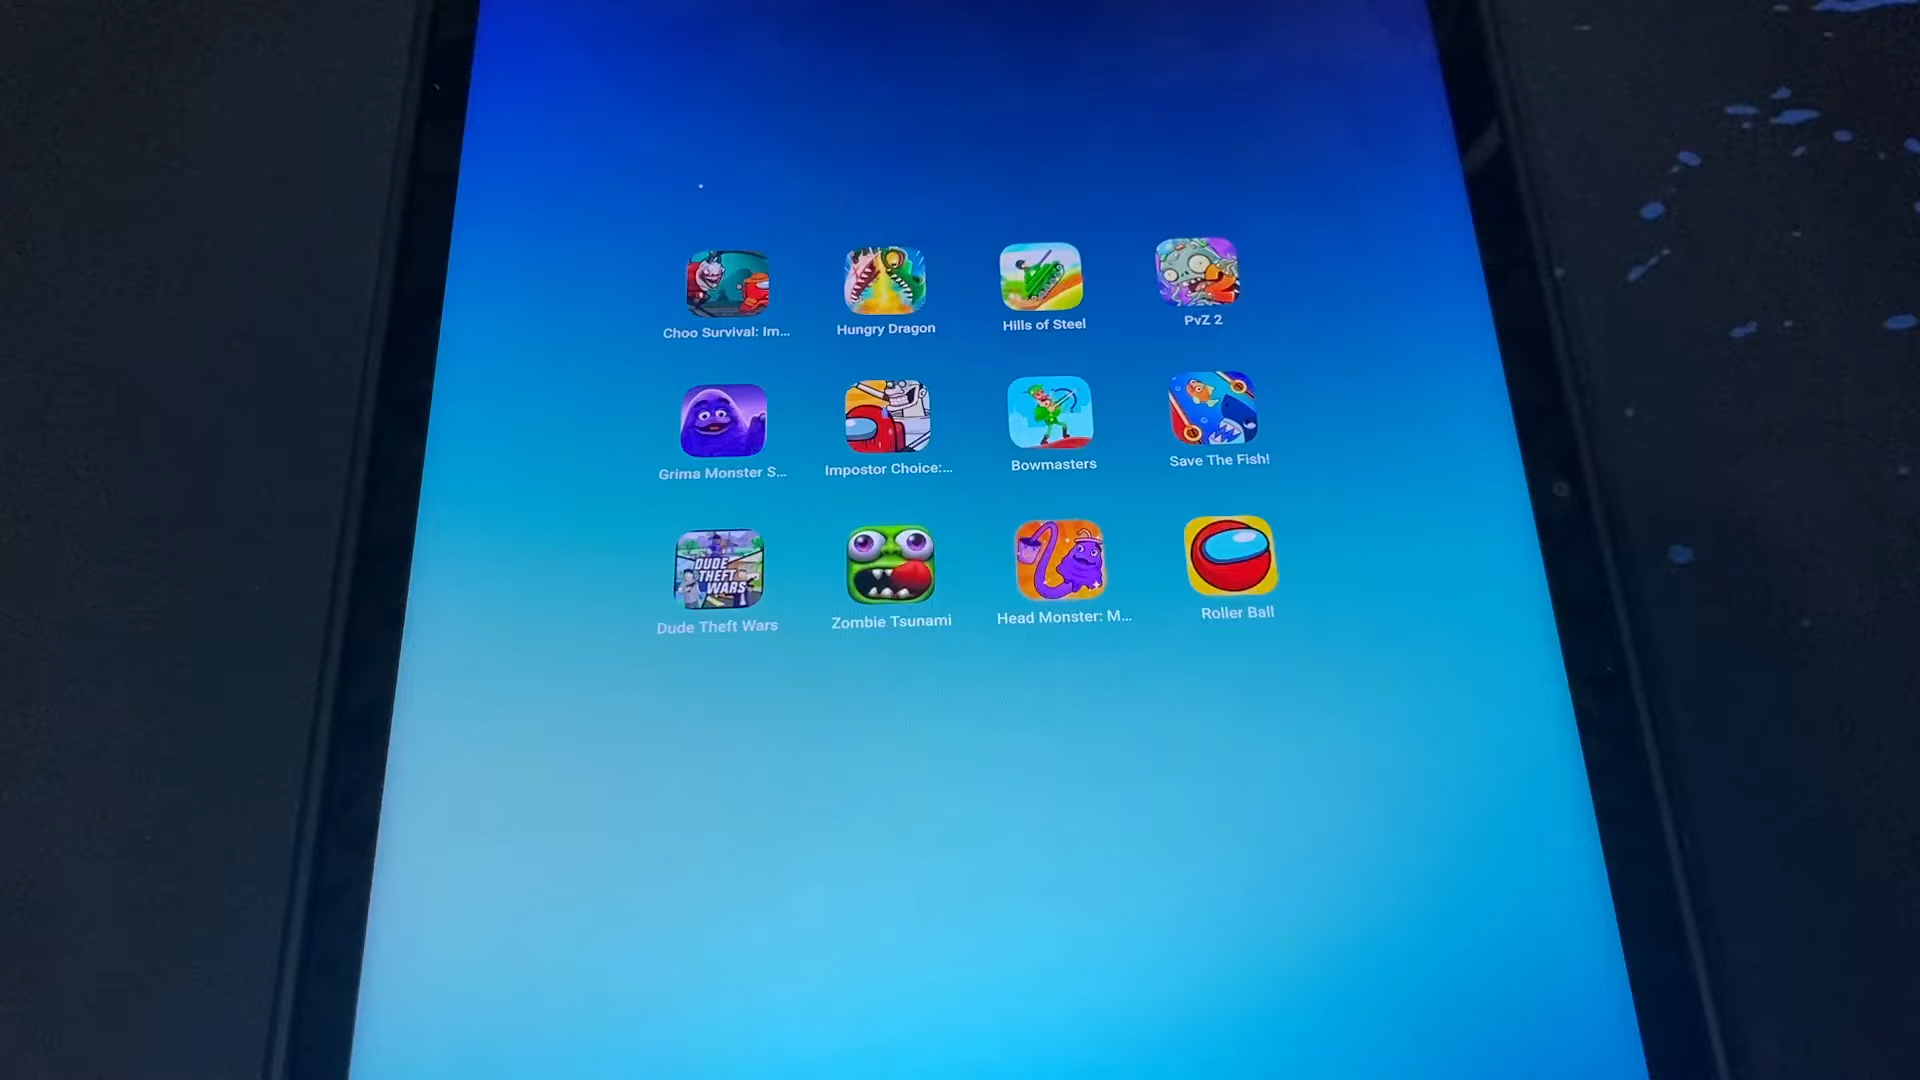 Choo Survival: Im...
Hungry Dragon
Hills of Steel
PvZ 2
Grima Monster S...
Impostor Choice:...
Bowmasters
Save The Fish!
DUDE
THEFT
WARS
Dude Theft Wars
Zombie Tsunami
Head Monster: M...
Roller Ball